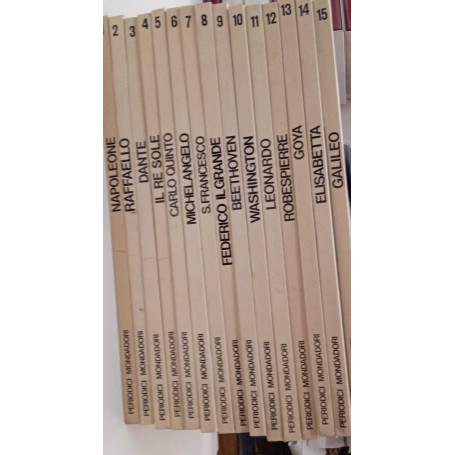 NAPOLEONE
2 RAFFAELLO PERIODICI MONDADORI
3 DANTE PERIODICI MONDADORI
4 IL RE SOLE PERIODICI MONDADORI
5 CARLO QUINTO PERIODICI MONDADORI
6 MICHELANGELO PERIODICI MONDADORI
7 S.FRANCESCO PERIODICI MONDADORI
8 FEDERICO IL GRANDE PERIODICI MONDADORI
9 BEETHOVEN PERIODICI MONDADORI
10 WASHINGTON PERIODICI MONDADORI
11 LEONARDO PERIODICI MONDADORI
12 ROBESPIERRE PERIODICI MONDADORI
13 GOYA PERIODICI MONDADORI
14 ELISABETTA PERIODICI MONDADORI
15 GALILEO PERIODICI MONDADORI